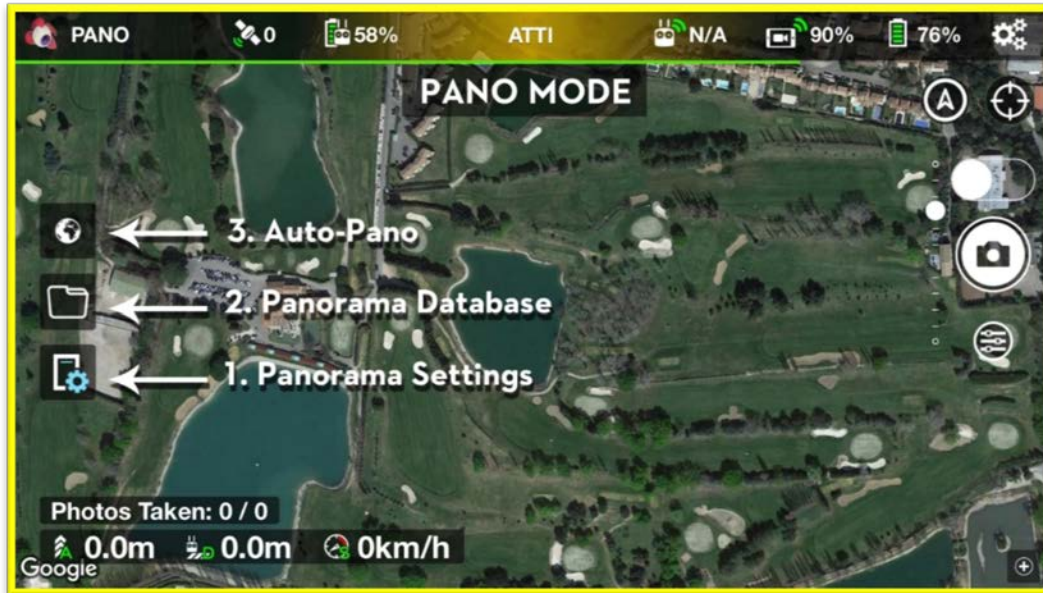 PANO 0 58% ATTI N/A 90% 76%
PANO MODE
3. Auto-Pano
2. Panorama Database
1. Panorama Settings
Photos Taken: 0 / 0
0.0m 0.0m 0km/h
Google